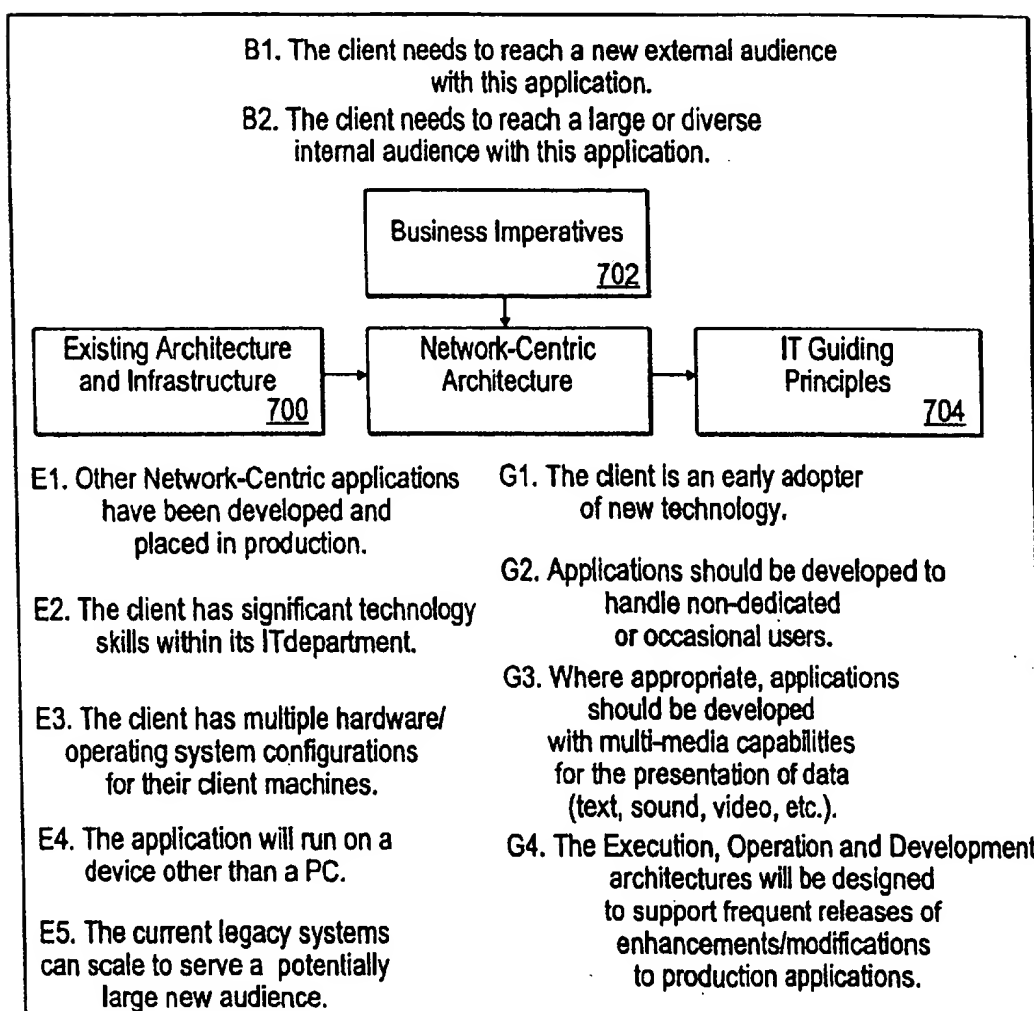 B1. The client needs to reach a new external audience
with this application.
B2. The client needs to reach a large or diverse
internal audience with this application.
Business Imperatives
702
Existing Architecture
and Infrastructure
700
Network-Centric
Architecture
IT Guiding
Principles
704
E1. Other Network-Centric applications
have been developed and
placed in production.
E2. The client has significant technology
skills within its ITdepartment.
E3. The client has multiple hardware/
operating system configurations
for their client machines.
E4. The application will run on a
device other than a PC.
E5. The current legacy systems
can scale to serve a potentially
large new audience.
G1. The client is an early adopter
of new technology.
G2. Applications should be developed to
handle non-dedicated
or occasional users.
G3. Where appropriate, applications
should be developed
with multi-media capabilities
for the presentation of data
(text, sound, video, etc.).
G4. The Execution, Operation and Development
architectures will be designed
to support frequent releases of
enhancements/modifications
to production applications.